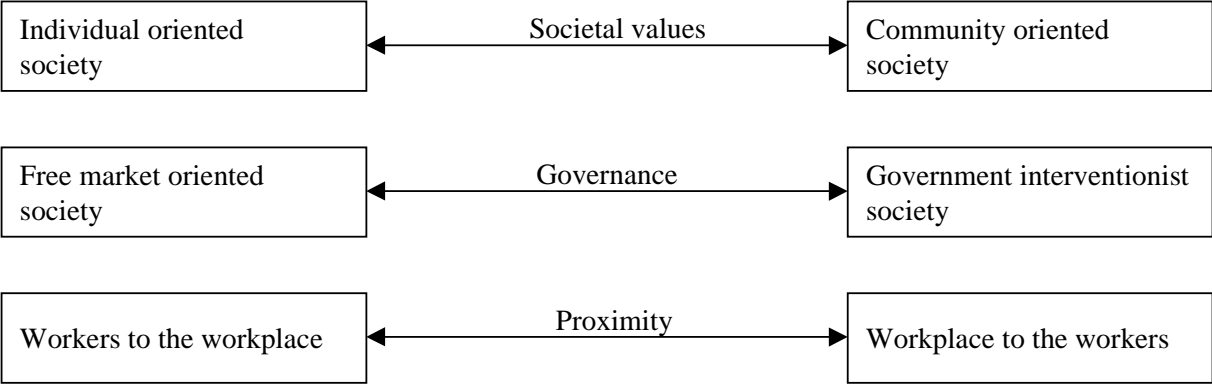 Individual oriented
society
Societal values
Community oriented
society
Free market oriented
society
Governance
Government interventionist
society
Workers to the workplace
Proximity
Workplace to the workers